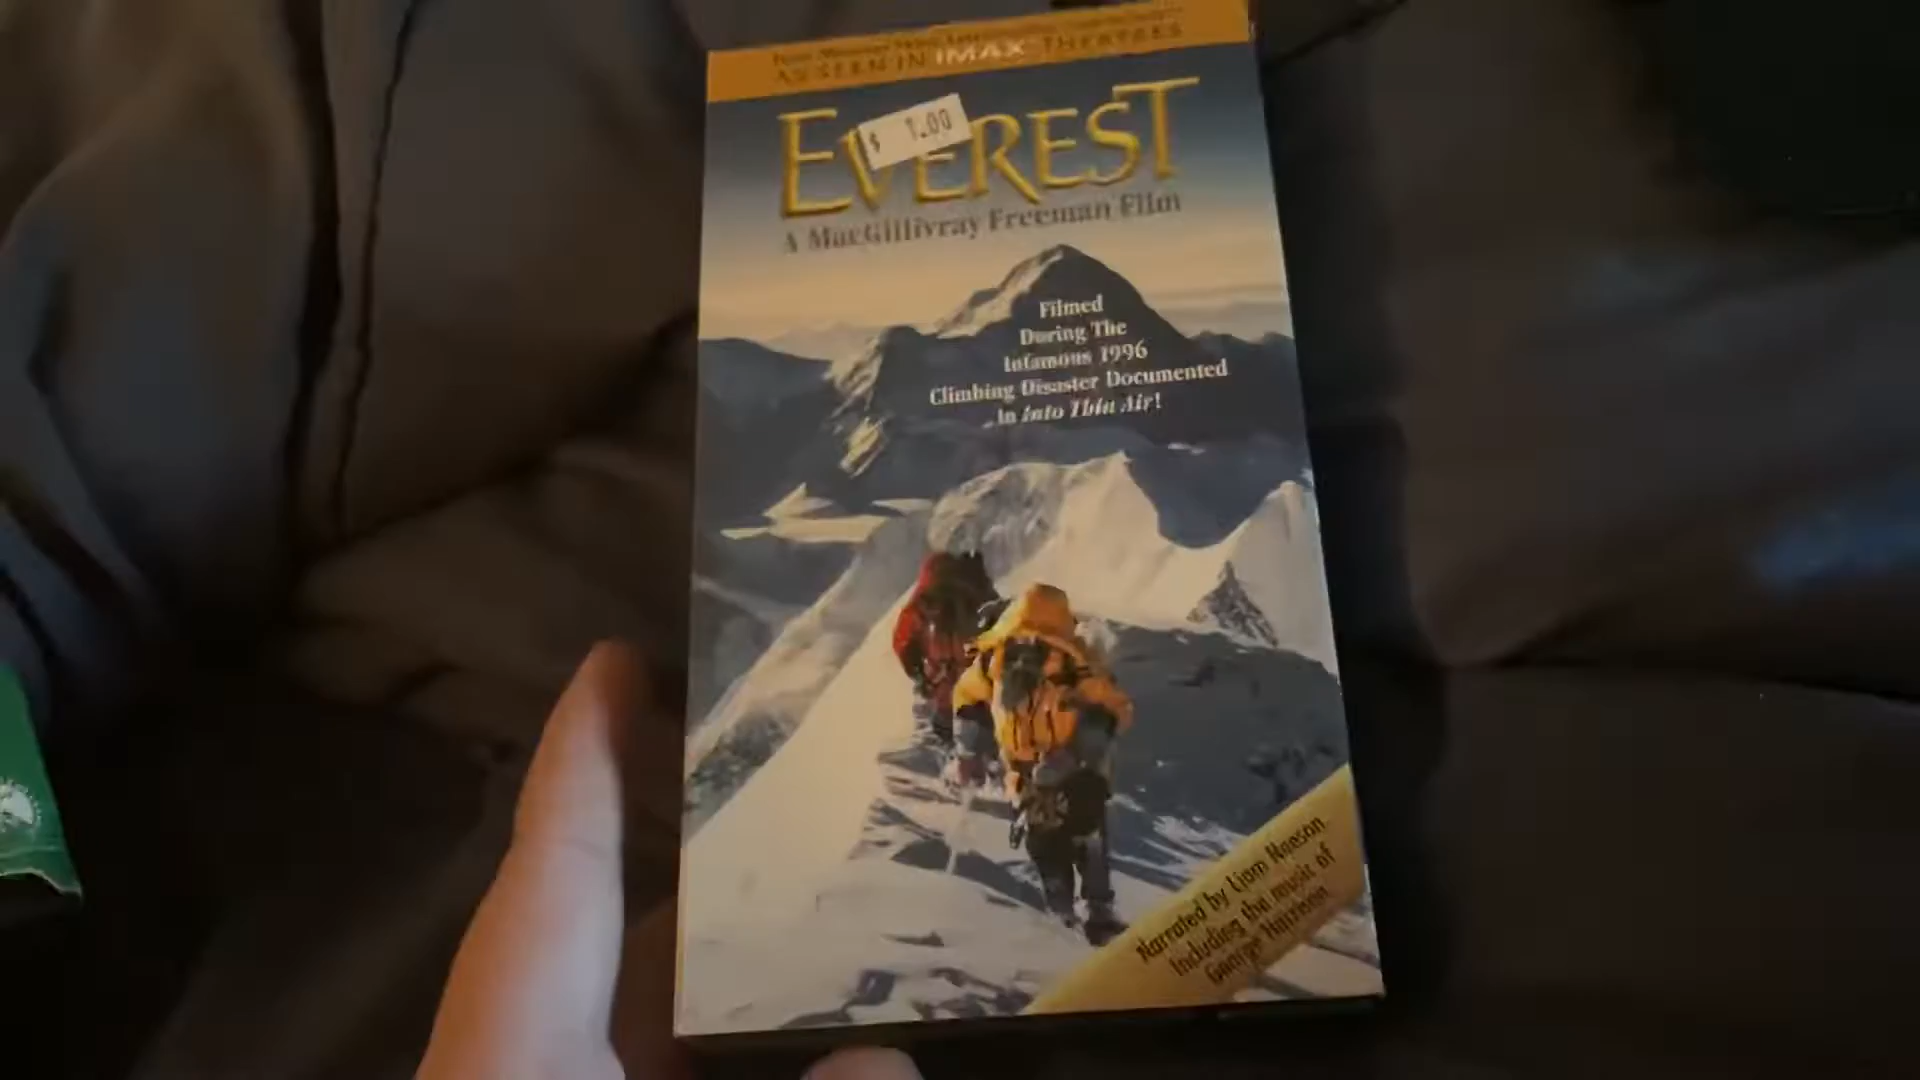 AS SEEN IN IMAX THEATRES
EVEREST
$ 1.00
A MacGillivray Freeman Film
Filmed
During The
Infamous 1996
Climbing Disaster Documented
In Into Thin Air!
Narrated by Liam Neeson
Including the music of
George Harrison